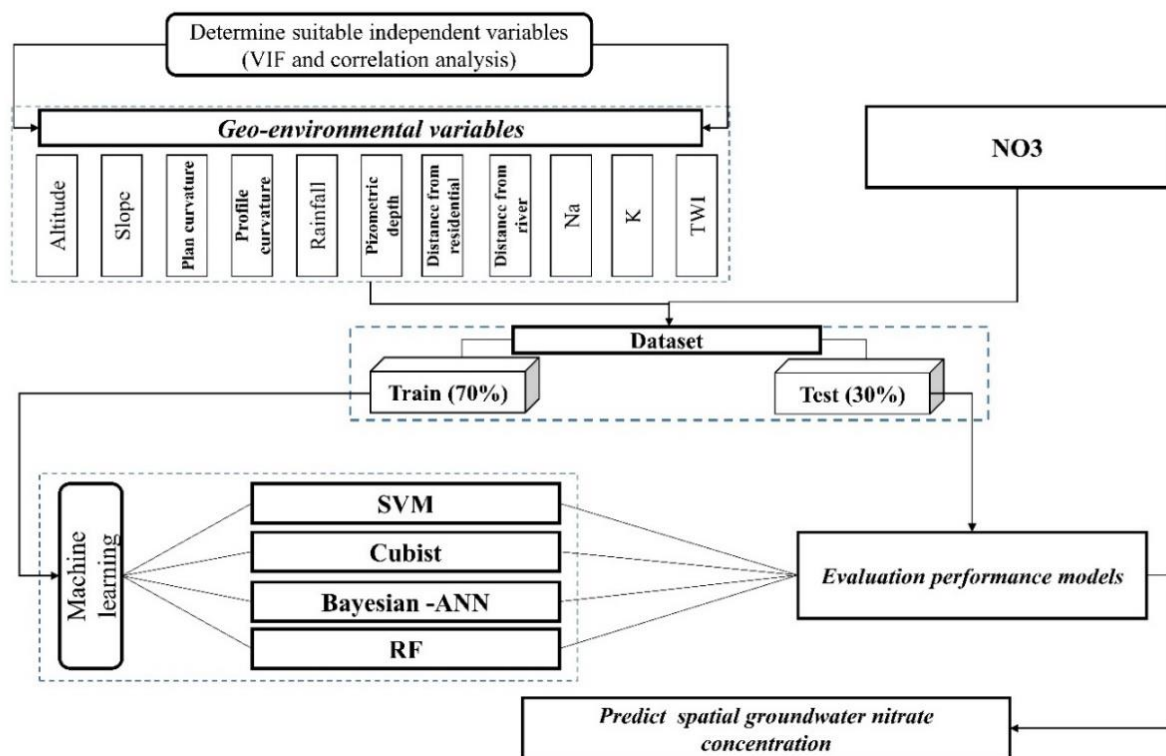 Determine suitable independent variables
(VIF and correlation analysis)
Geo-environmental variables
NO3
Altitude
Slope
Plan curvature
Profile
curvature
Rainfall
Pizometric
depth
Distance from
residential
Distance from
river
Na
K
TWI
Dataset
Train (70%)
Test (30%)
Machine
learning
SVM
Cubist
Bayesian -ANN
RF
Evaluation performance models
Predict spatial groundwater nitrate
concentration